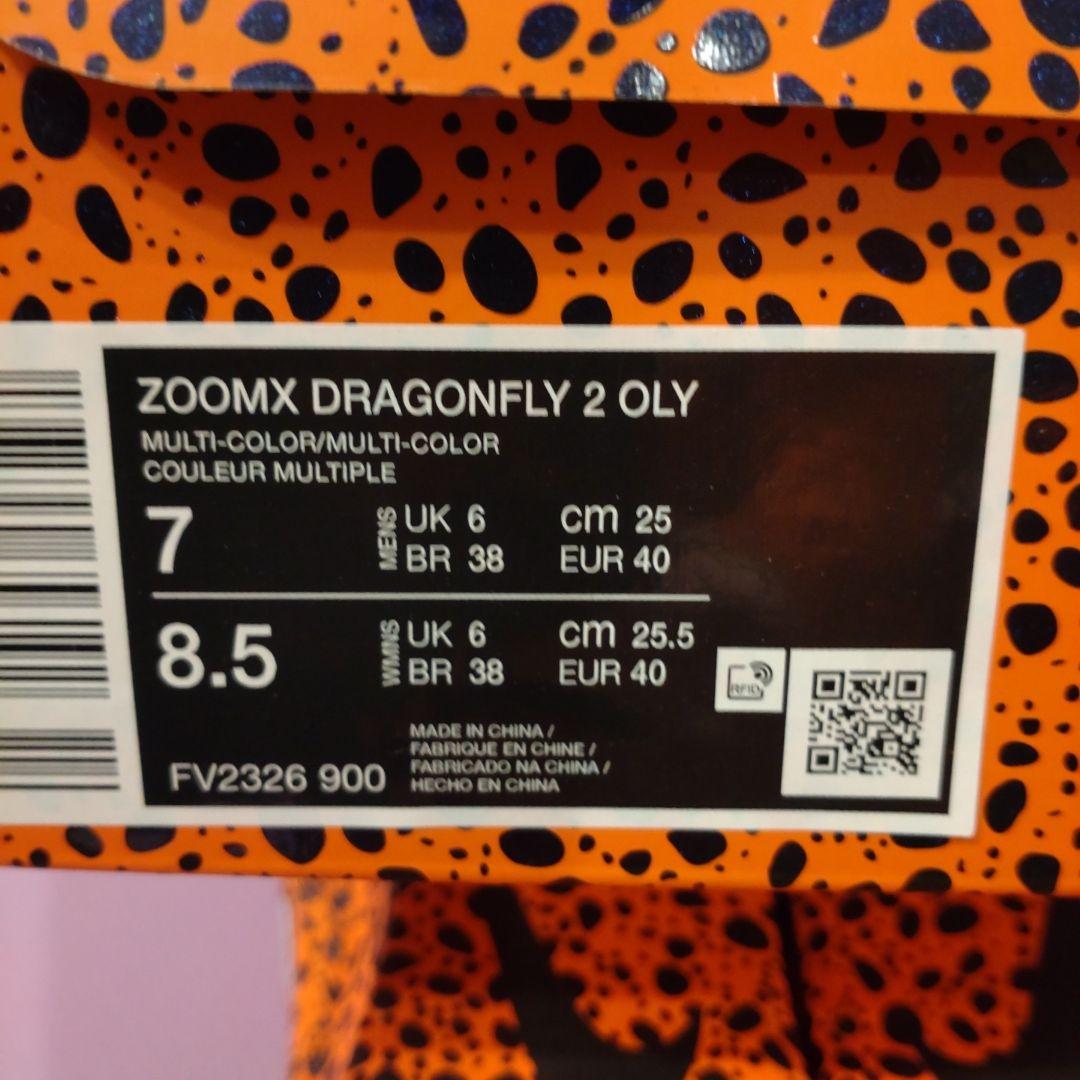 ZOOMX DRAGONFLY 2 OLY
MULTI-COLOR/MULTI-COLOR
COULEUR MULTIPLE
7 MENS UK 6 cm 25
BR 38 EUR 40
8.5 WMNS UK 6 cm 25.5
BR 38 EUR 40
RFID
MADE IN CHINA /
FABRIQUE EN CHINE /
FABRICADO NA CHINA /
HECHO EN CHINA
FV2326 900